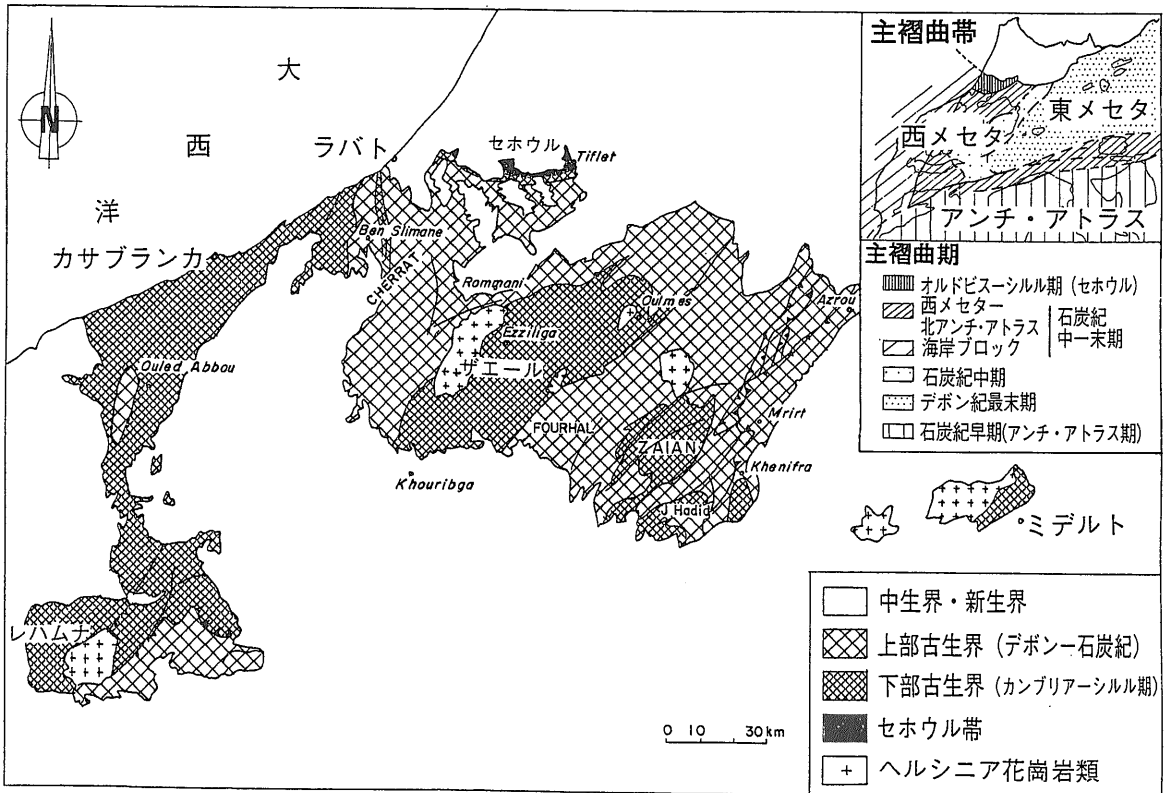 N
大
西
洋
ラバト
セホウル
Tiflet
カサブランカ
Ben Slimane
CHERRAT
Rommani
Ezziliga
ザエール
Oulmes
Azrou
Ouled Abbou
FOURHAL
ZAIAN
Mrirt
Khenifra
J Hadid
Khouribga
レハムナ
ミデルト
0 10 30 km
主褶曲帯
東メセタ
西メセタ
アンチ・アトラス
主褶曲期
オルドビスーシルル期 (セホウル)
西メセター
北アンチ・アトラス
海岸ブロック
石炭紀
中ー末期
石炭紀中期
デボン紀最末期
石炭紀早期(アンチ・アトラス期)
中生界・新生界
上部古生界 (デボンー石炭紀)
下部古生界 (カンブリアーシルル期)
セホウル帯
ヘルシニア花崗岩類